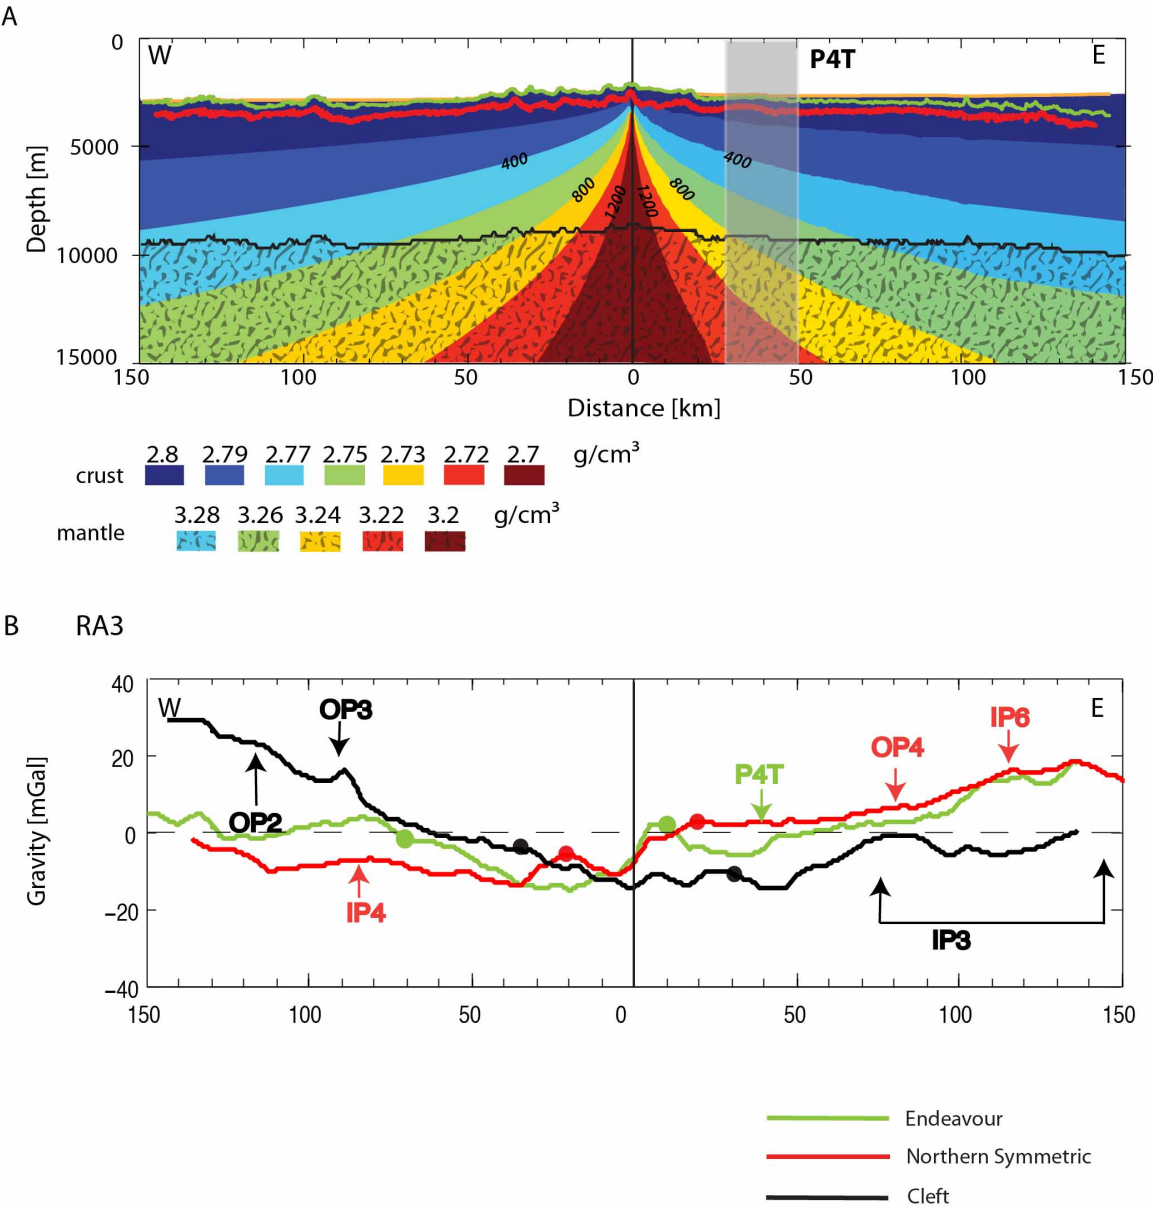 A
W
P4T
E
0
5000
10000
15000
Depth [m]
400
800
1200
1200
800
400
150 100 50 0 50 100 150
Distance [km]
2.8 2.79 2.77 2.75 2.73 2.72 2.7 g/cm³
crust
3.28 3.26 3.24 3.22 3.2 g/cm³
mantle
B RA3
W
E
40
20
0
−20
−40
Gravity [mGal]
OP3
OP2
IP4
P4T
OP4
IP6
IP3
150 100 50 0 50 100 150
Endeavour
Northern Symmetric
Cleft